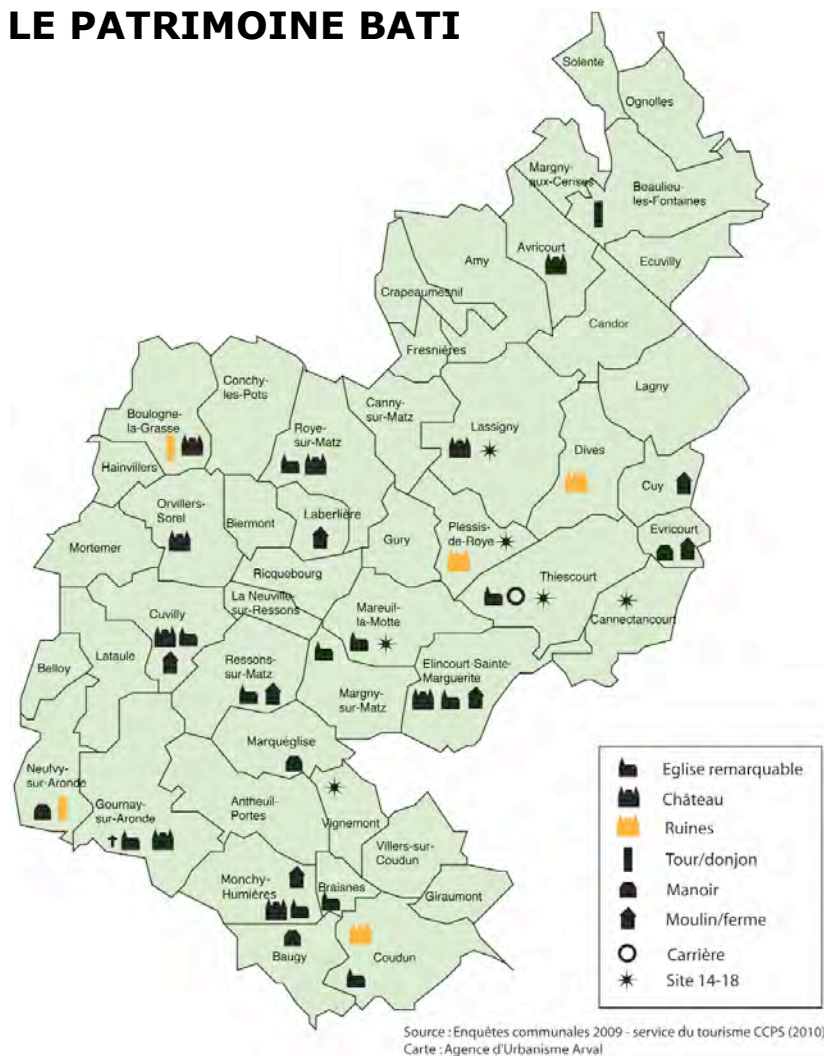 LE PATRIMOINE BATI
Solente
Ognolles
Margny-
aux-Cerises
Beaulieu-
les-Fontaines
Avricourt
Ecuvilly
Amy
Crapeaumesnil
Candor
Fresnières
Lagny
Conchy-
les-Pots
Canny-
sur-Matz
Boulogne-
la-Grasse
Roye-
sur-Matz
Lassigny
Dives
Hainvillers
Cuy
Orvillers-
Sorel
Biermont
Laberlière
Gury
Plessis-
de-Roye
Evricourt
Mortemer
Ricquebourg
Thiescourt
La Neuville-
sur-Ressons
Cannectancourt
Cuvilly
Mareuil-
la-Motte
Belloy
Lataule
Ressons-
sur-Matz
Margny-
sur-Matz
Elincourt-Sainte-
Marguerite
Marquéglise
Neufvy-
sur-Aronde
Gournay-
sur-Aronde
Antheuil-
Portes
Vignemont
Villers-sur-
Coudun
Monchy-
Humières
Braisnes
Giraumont
Baugy
Coudun
Eglise remarquable
Château
Ruines
Tour/donjon
Manoir
Moulin/ferme
Carrière
Site 14-18
Source : Enquêtes communales 2009 - service du tourisme CCPS (2010)
Carte : Agence d'Urbanisme Arval